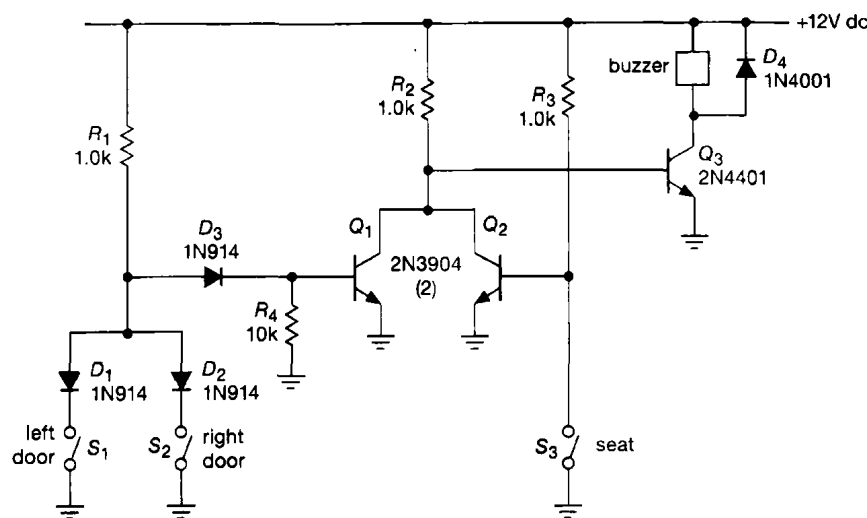 +12V dc
R1
1.0k
R2
1.0k
R3
1.0k
buzzer
D4
1N4001
Q3
2N4401
D3
1N914
Q1
Q2
2N3904
(2)
R4
10k
D1
1N914
D2
1N914
left
door
S1
S2
right
door
S3
seat